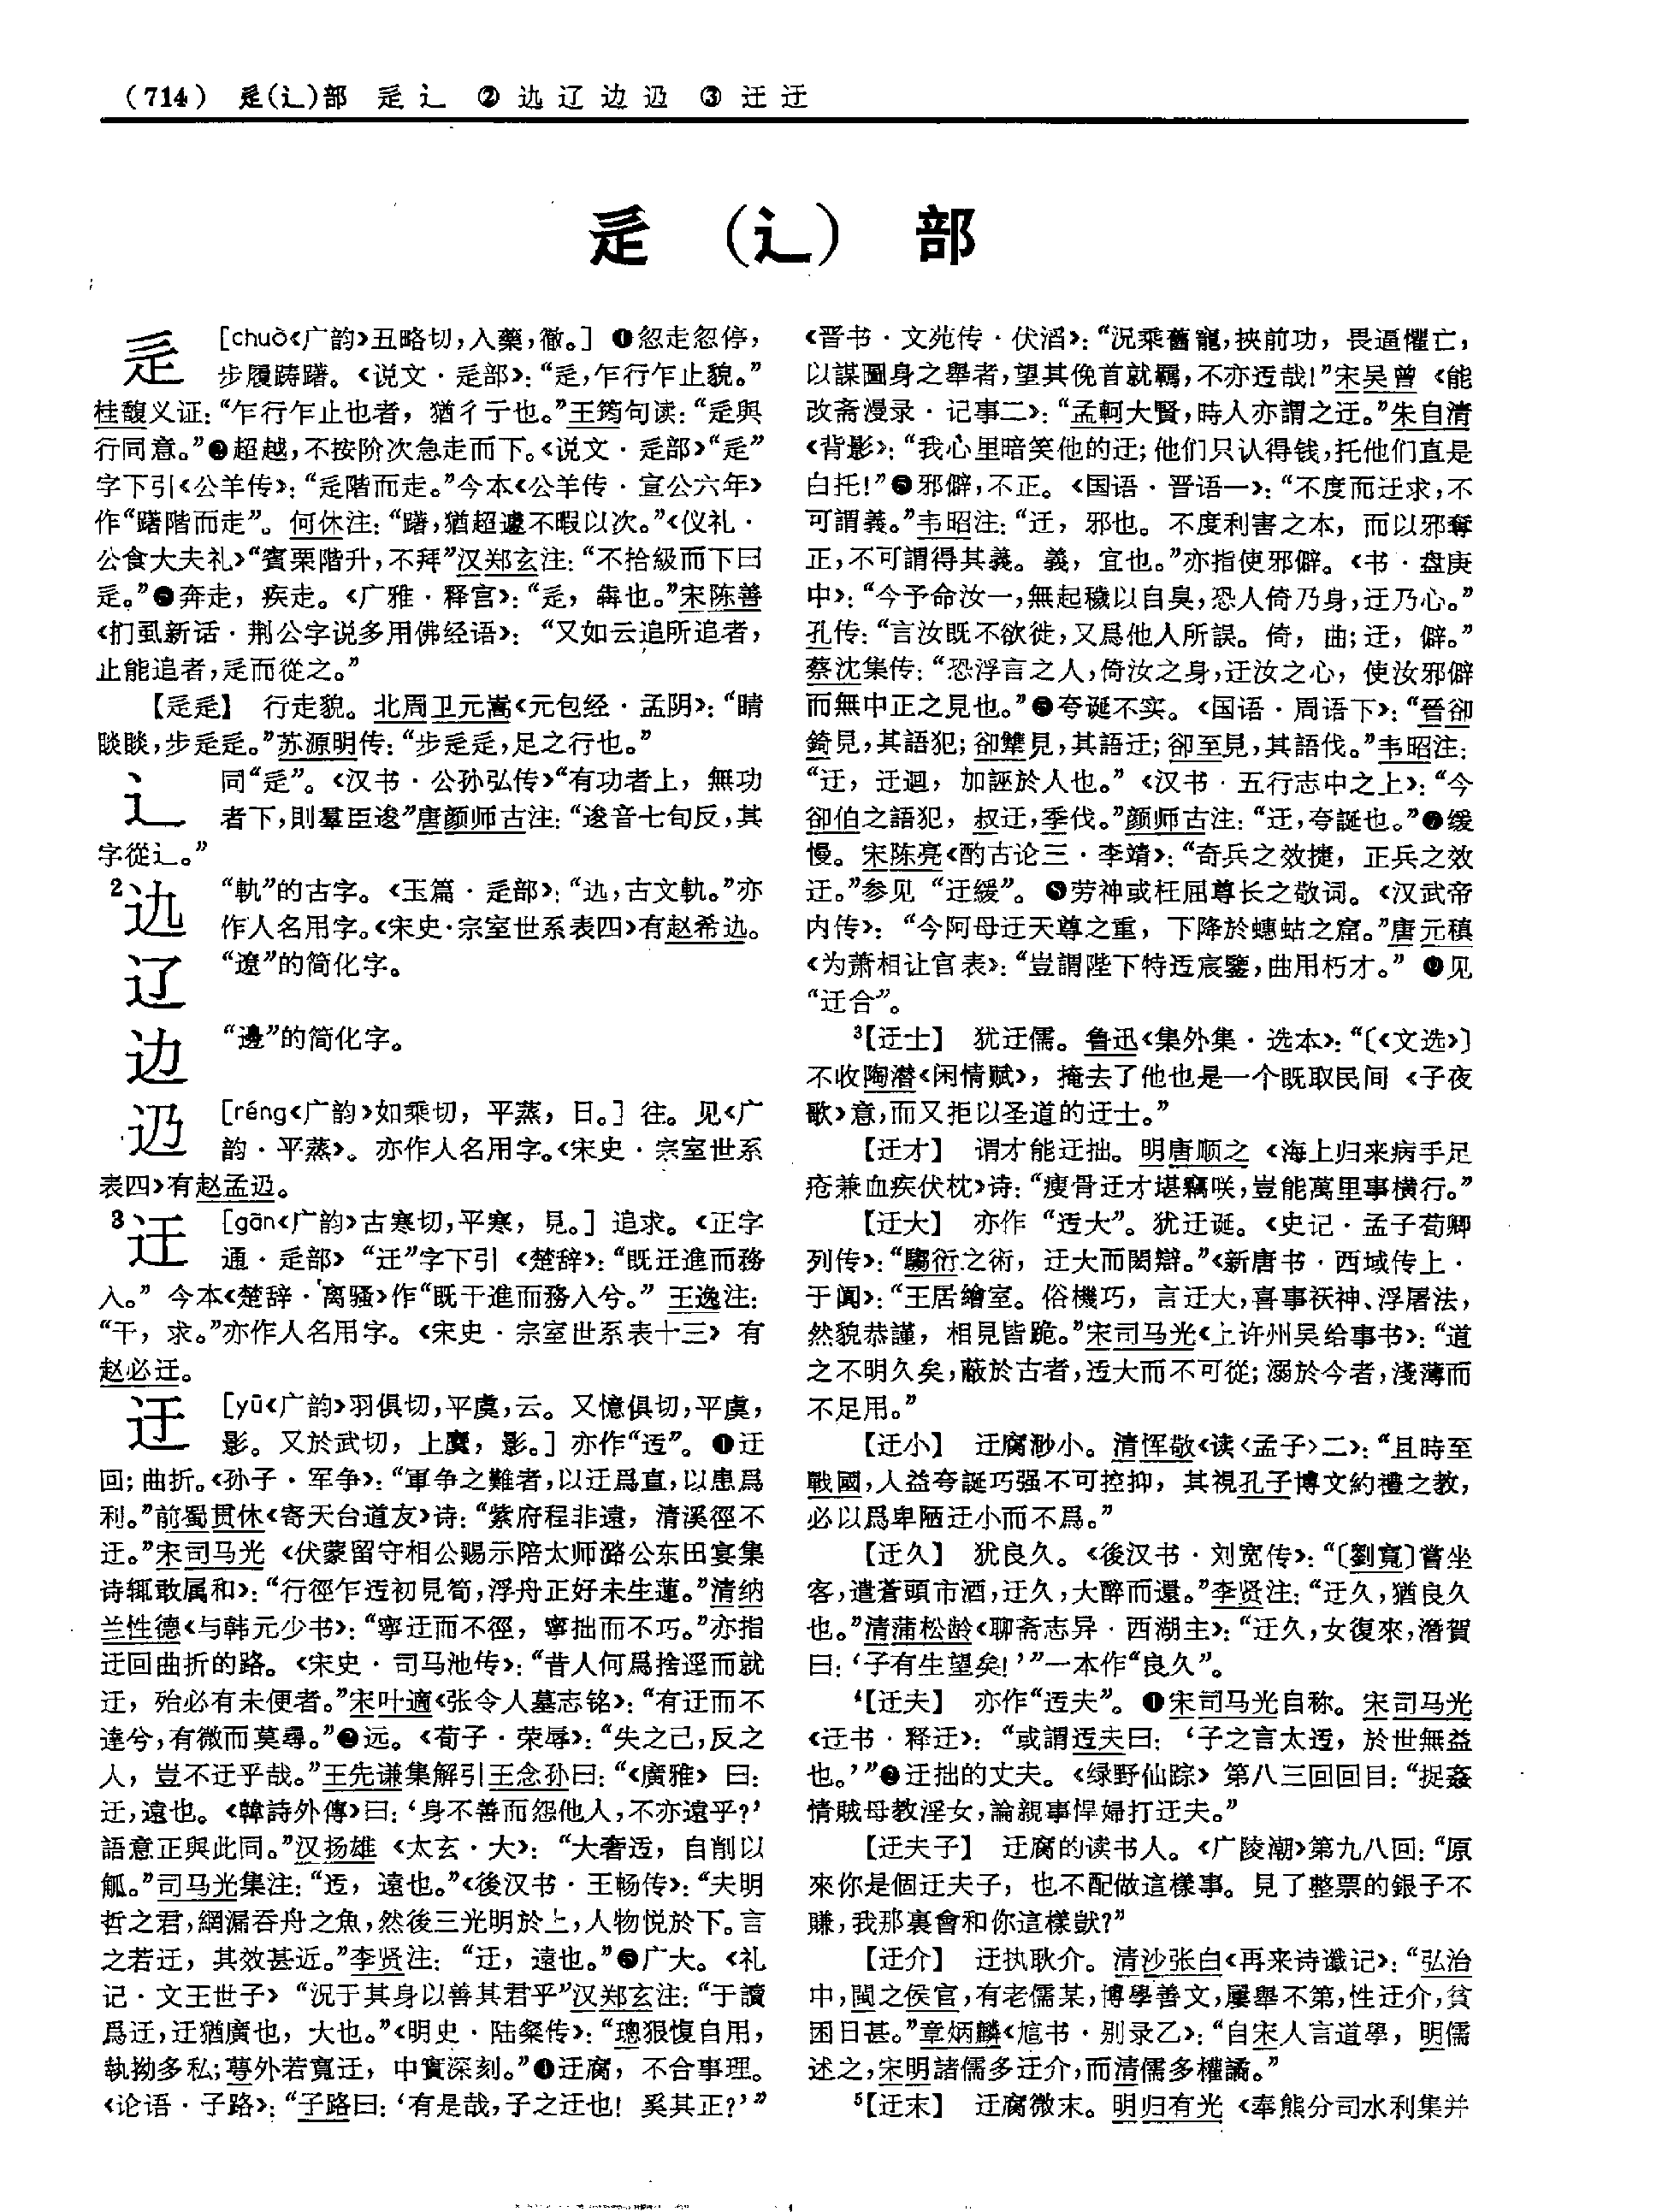 （714） 辵(辶)部 辵 辶 ② 边 辽 边 辸 ③ 迀 迂
辵 （辶） 部
辵 [chuò《广韵》丑略切，入藥，徹。] ❶忽走忽停，
步履踌躇。《说文·辵部》：“辵，乍行乍止貌。”
桂馥义证：“乍行乍止也者，猶彳亍也。”王筠句读：“辵與
行同意。”❷超越，不按阶次急走而下。《说文·辵部》“辵”
字下引《公羊传》：“辵階而走。”今本《公羊传·宣公六年》
作“躇階而走”。何休注：“躇，猶超遽不暇以次。”《仪礼·
公食大夫礼》“賓栗階升，不拜”汉郑玄注：“不拾級而下曰
辵。”❸奔走，疾走。《广雅·释宫》：“辵，犇也。”宋陈善
《扪虱新话·荆公字说多用佛经语》：“又如云追所追者，
止能追者，辵而從之。”
【辵辵】 行走貌。北周卫元嵩《元包经·孟阴》：“晴
睒睒，步辵辵。”苏源明传：“步辵辵，足之行也。”
辶 同“辵”。《汉书·公孙弘传》“有功者上，無功
者下，則羣臣逡”唐颜师古注：“逡音七旬反，其
字從辶。”
2 “軌”的古字。《玉篇·辵部》：“，古文軌。”亦
作人名用字。《宋史·宗室世系表四》有赵希。
辽 “遼”的简化字。
边 “邊”的简化字。
辸 [réng《广韵》如乘切，平蒸，日。] 往。见《广
韵·平蒸》。亦作人名用字。《宋史·宗室世系
表四》有赵孟辸。
3迀 [gān《广韵》古寒切，平寒，見。] 追求。《正字
通·辵部》“迀”字下引《楚辞》：“既迀進而務
入。”今本《楚辞·离骚》作“既干進而務入兮。”王逸注：
“干，求。”亦作人名用字。《宋史·宗室世系表十三》有
赵必迀。
迂 [yū《广韵》羽俱切，平虞，云。又憶俱切，平虞，
影。又於武切，上麌，影。] 亦作“迃”。❶迂
回；曲折。《孙子·军争》：“軍争之難者，以迂爲直，以患爲
利。”前蜀贯休《寄天台道友》诗：“紫府程非遠，清溪徑不
迂。”宋司马光《伏蒙留守相公赐示陪太师潞公东田宴集
诗辄敢属和》：“行徑乍迃初見筍，浮舟正好未生蓮。”清纳
兰性德《与韩元少书》：“寧迂而不徑，寧拙而不巧。”亦指
迂回曲折的路。《宋史·司马池传》：“昔人何爲捨逕而就
迂，殆必有未便者。”宋叶適《张令人墓志铭》：“有迂而不
逹兮，有微而莫尋。”❷远。《荀子·荣辱》：“失之己，反之
人，豈不迂乎哉。”王先谦集解引王念孙曰：“《廣雅》曰：
迂，遠也。《韓詩外傳》曰：‘身不善而怨他人，不亦遠乎？’
語意正與此同。”汉扬雄《太玄·大》：“大奢迃，自削以
觚。”司马光集注：“迃，遠也。”《後汉书·王畅传》：“夫明
哲之君，網漏吞舟之魚，然後三光明於上，人物悦於下。言
之若迂，其效甚近。”李贤注：“迂，遠也。”❸广大。《礼
记·文王世子》“況于其身以善其君乎”汉郑玄注：“于讀
爲迂，迂猶廣也，大也。”《明史·陆粲传》：“璁狠愎自用，
執拗多私；萼外若寬迂，中實深刻。”❹迂腐，不合事理。
《论语·子路》：“子路曰：‘有是哉，子之迂也！奚其正？’”
《晋书·文苑传·伏滔》：“況乘舊寵，挾前功，畏逼懼亡，
以謀圖身之舉者，望其俛首就羈，不亦迃哉！”宋吴曾《能
改斋漫录·记事二》：“孟軻大賢，時人亦謂之迂。”朱自清
《背影》：“我心里暗笑他的迂；他们只认得钱，托他们直是
白托！”❺邪僻，不正。《国语·晋语一》：“不度而迂求，不
可謂義。”韦昭注：“迂，邪也。不度利害之本，而以邪奪
正，不可謂得其義。義，宜也。”亦指使邪僻。《书·盘庚
中》：“今予命汝一，無起穢以自臭，恐人倚乃身，迂乃心。”
孔传：“言汝既不欲徙，又爲他人所誤。倚，曲；迂，僻。”
蔡沈集传：“恐浮言之人，倚汝之身，迂汝之心，使汝邪僻
而無中正之見也。”❻夸诞不实。《国语·周语下》：“晉卻
錡見，其語犯；卻犨見，其語迂；卻至見，其語伐。”韦昭注：
“迂，迂迴，加誣於人也。”《汉书·五行志中之上》：“今
卻伯之語犯，叔迂，季伐。”颜师古注：“迂，夸誕也。”❼缓
慢。宋陈亮《酌古论三·李靖》：“奇兵之效捷，正兵之效
迂。”参见“迂緩”。❽劳神或枉屈尊长之敬词。《汉武帝
内传》：“今阿母迂天尊之重，下降於蟪蛄之窟。”唐元稹
《为萧相让官表》：“豈謂陛下特迃宸鑒，曲用朽才。”❾见
“迂合”。
3【迂士】 犹迂儒。鲁迅《集外集·选本》：“〔《文选》〕
不收陶潜《闲情赋》，掩去了他也是一个既取民间《子夜
歌》意，而又拒以圣道的迂士。”
【迂才】 谓才能迂拙。明唐顺之《海上归来病手足
疮兼血疾伏枕》诗：“瘦骨迂才堪竊咲，豈能萬里事横行。”
【迂大】 亦作“迃大”。犹迂诞。《史记·孟子荀卿
列传》：“騶衍之術，迂大而閎辯。”《新唐书·西域传上·
于阗》：“王居繪室。俗機巧，言迂大，喜事祆神、浮屠法，
然貌恭謹，相見皆跪。”宋司马光《上许州吴给事书》：“道
之不明久矣，蔽於古者，迃大而不可從；溺於今者，淺薄而
不足用。”
【迂小】 迂腐渺小。清恽敬《读〈孟子〉二》：“且時至
戰國，人益夸誕巧强不可控抑，其視孔子博文約禮之教，
必以爲卑陋迂小而不爲。”
【迂久】 犹良久。《後汉书·刘宽传》：“〔劉寬〕嘗坐
客，遣蒼頭市酒，迂久，大醉而還。”李贤注：“迂久，猶良久
也。”清蒲松龄《聊斋志异·西湖主》：“迂久，女復來，潛賀
曰：‘子有生望矣！’”一本作“良久”。
4【迂夫】 亦作“迃夫”。❶宋司马光自称。宋司马光
《迂书·释迂》：“或謂迃夫曰：‘子之言太迃，於世無益
也。’”❷迂拙的丈夫。《绿野仙踪》第八三回回目：“捉姦
情賊母教淫女，論親事悍婦打迂夫。”
【迂夫子】 迂腐的读书人。《广陵潮》第九八回：“原
來你是個迂夫子，也不配做這樣事。見了整票的銀子不
賺，我那裏會和你這樣獃？”
【迂介】 迂执耿介。清沙张白《再来诗谶记》：“弘治
中，閩之侯官，有老儒某，博學善文，屢舉不第，性迂介，貧
困日甚。”章炳麟《訄书·别录乙》：“自宋人言道學，明儒
述之，宋明諸儒多迂介，而清儒多權譎。”
5【迂末】 迂腐微末。明归有光《奉熊分司水利集并